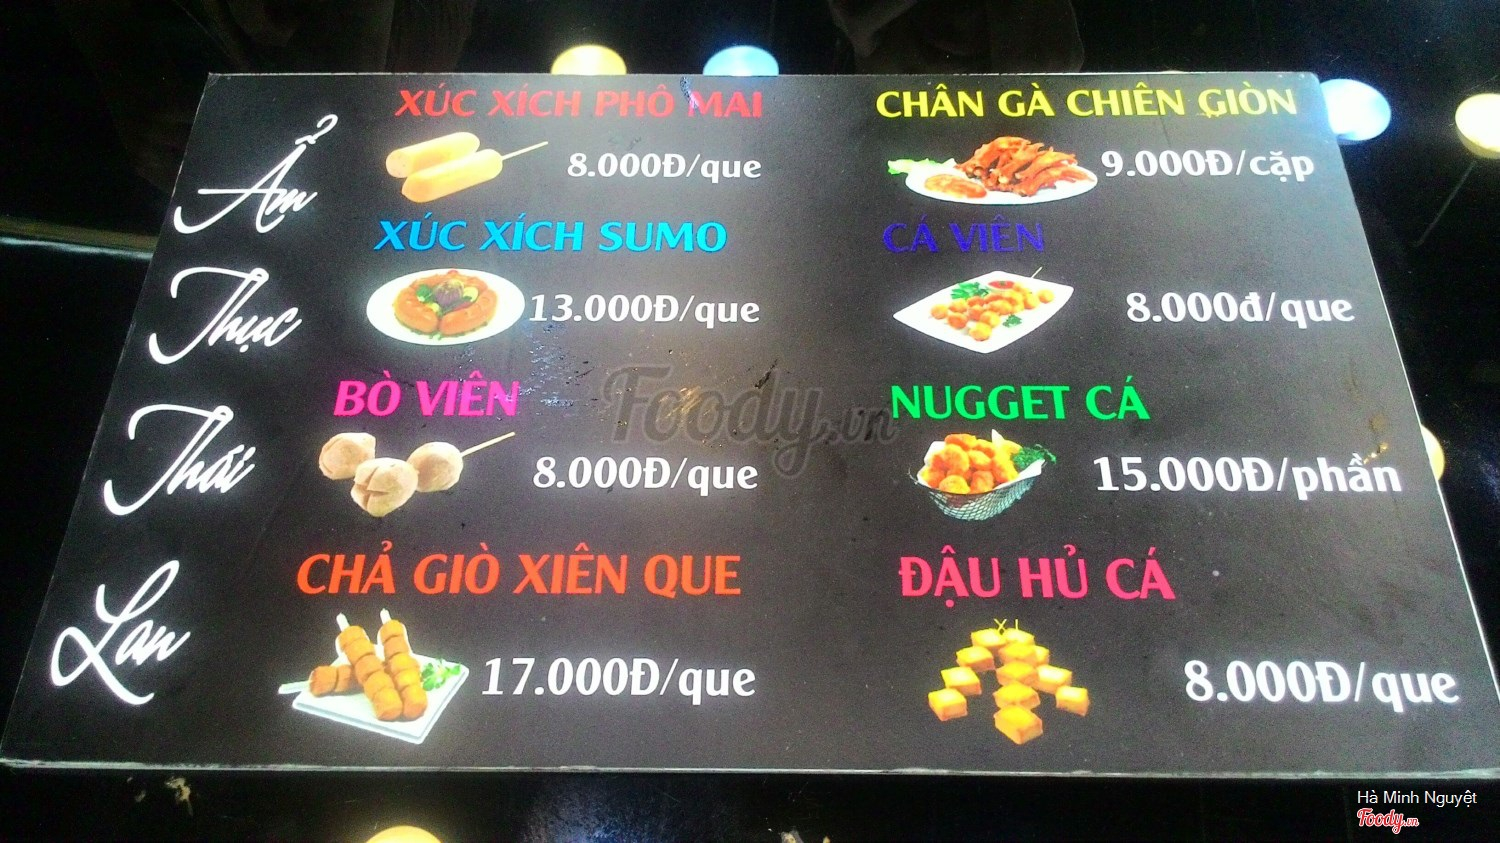 Ẩm
Thực
Thái
Lan
XÚC XÍCH PHÔ MAI
8.000Đ/que
XÚC XÍCH SUMO
13.000Đ/que
BÒ VIÊN
8.000Đ/que
CHẢ GIÒ XIÊN QUE
17.000Đ/que
CHÂN GÀ CHIÊN GIÒN
9.000Đ/cặp
CÁ VIÊN
8.000đ/que
NUGGET CÁ
15.000Đ/phần
ĐẬU HỦ CÁ
8.000Đ/que
Foody.vn
Hà Minh Nguyệt
Foody.vn